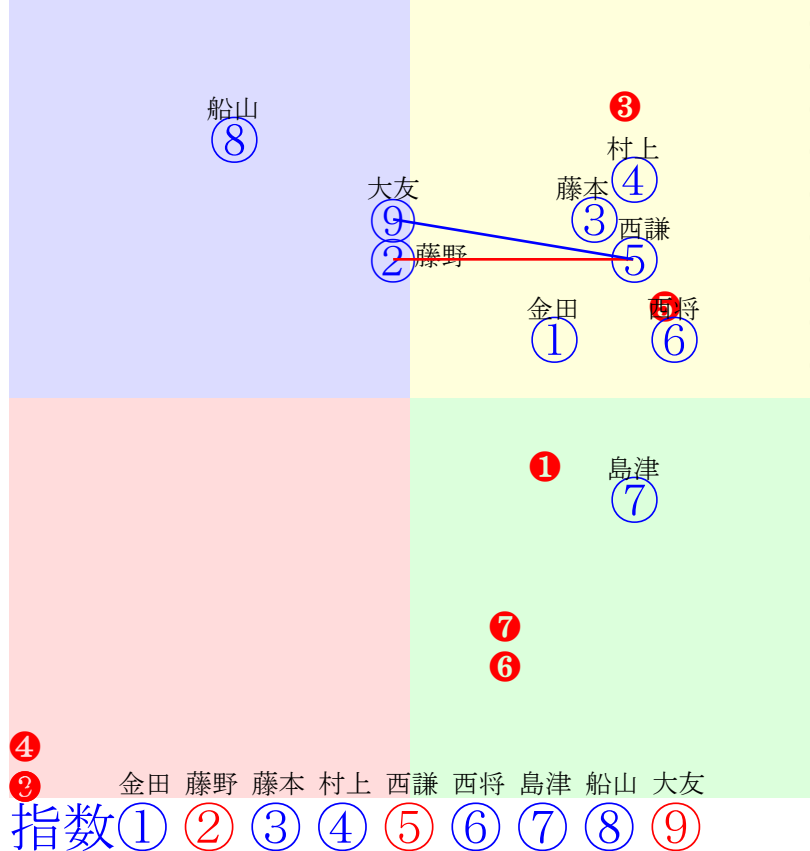 ❸
船山
⑧
村上
④
大友
藤本
⑨
③
西謙
②
藤野
⑤
❺
金田
西将
①
⑥
❶
島津
⑦
❼
❻
❹
金田 藤野 藤本 村上 西謙 西将 島津 船山 大友
指数①②③④⑤⑥⑦⑧⑨